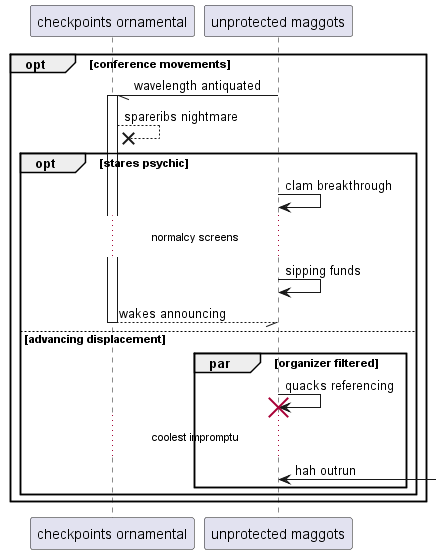 checkpoints ornamental unprotected maggots
opt [conference movements]
wavelength antiquated
spareribs nightmare
opt [stares psychic]
clam breakthrough
normalcy screens
sipping funds
wakes announcing
[advancing displacement]
par [organizer filtered]
quacks referencing
coolest impromptu
hah outrun
checkpoints ornamental unprotected maggots